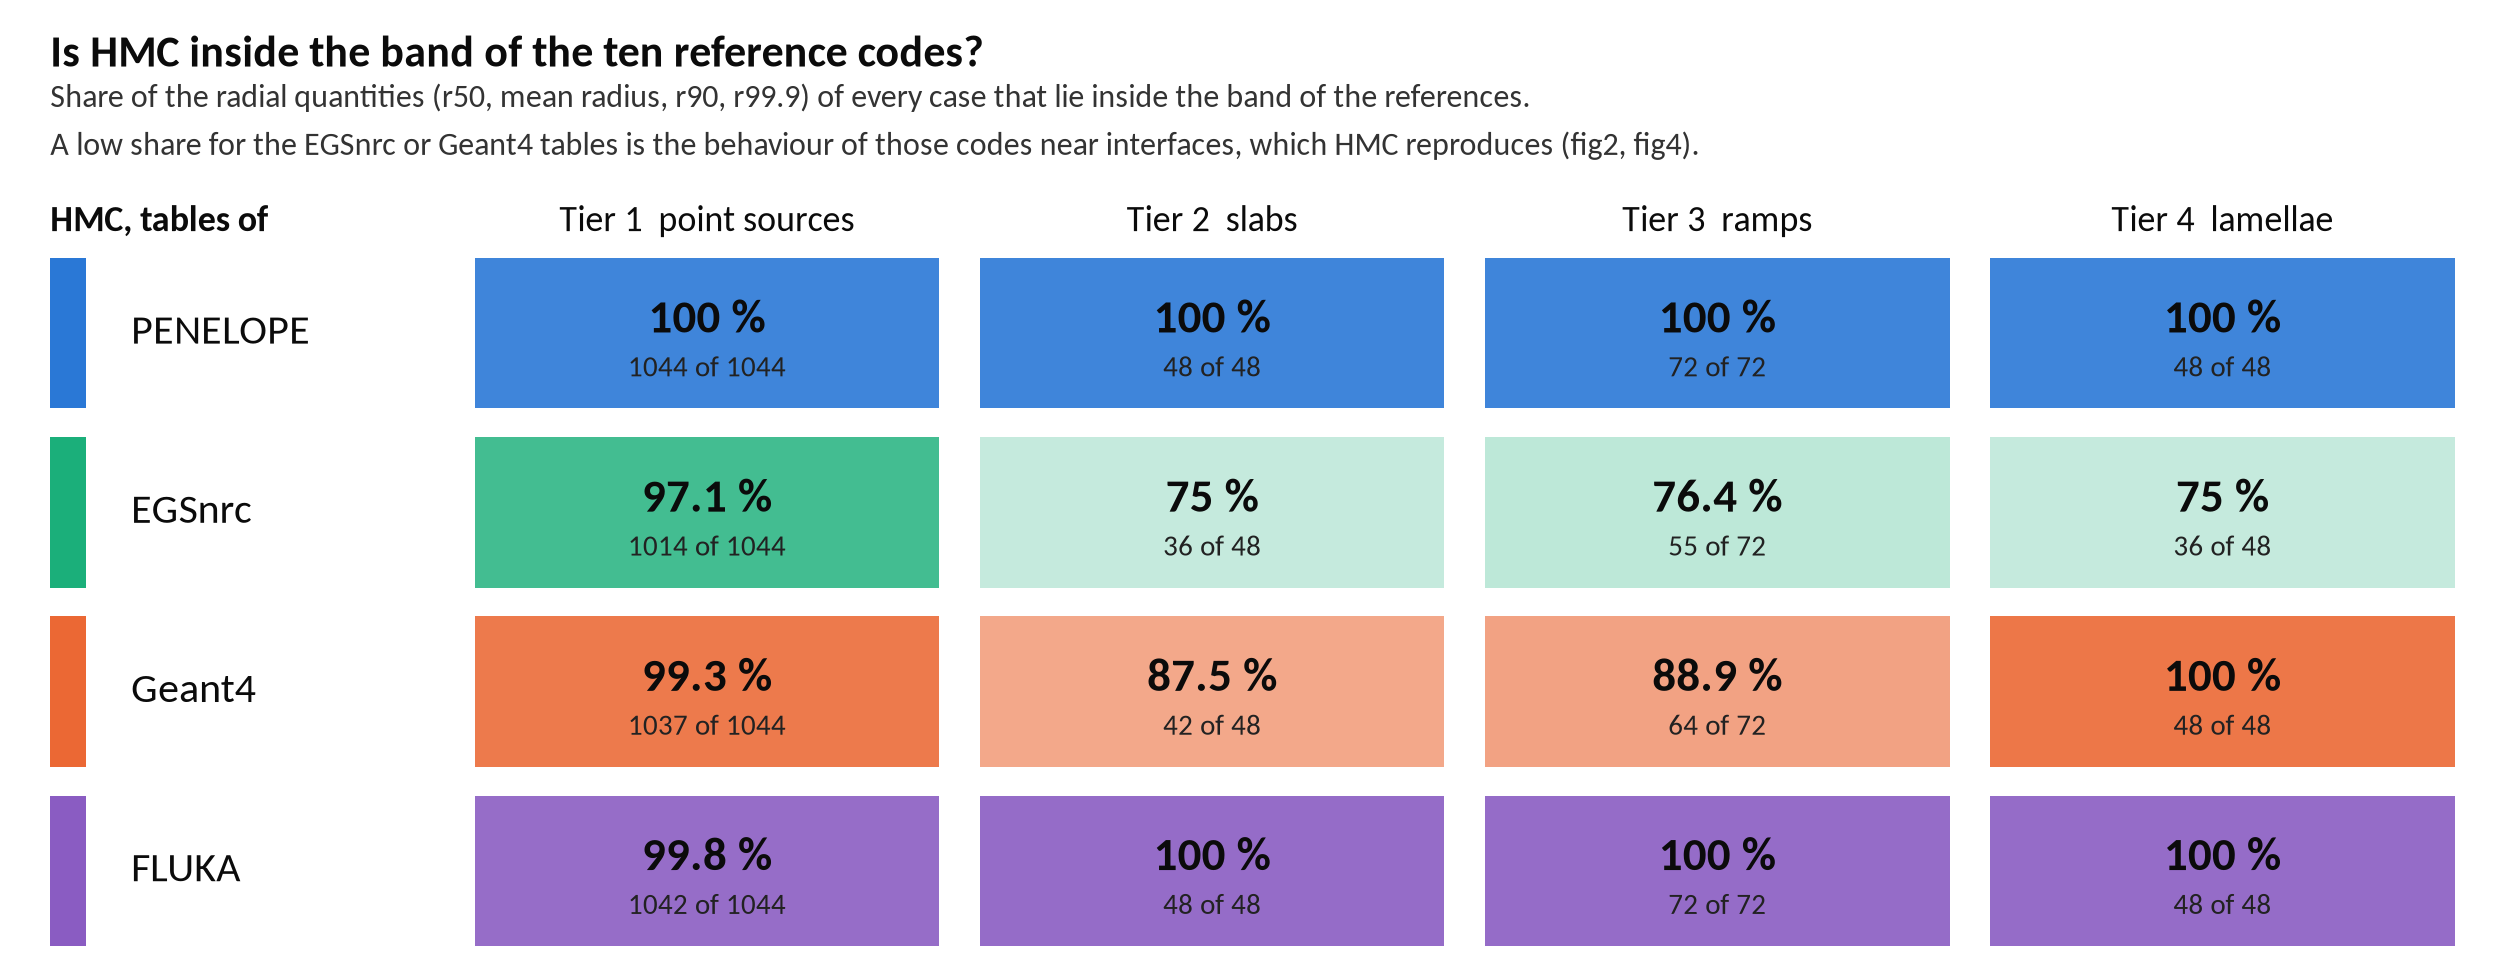 Is HMC inside the band of the ten reference codes?
Share of the radial quantities (r50, mean radius, r90, r99.9) of every case that lie inside the band of the references.
A low share for the EGSnrc or Geant4 tables is the behaviour of those codes near interfaces, which HMC reproduces (fig2, fig4).
HMC, tables of Tier 1 point sources Tier 2 slabs Tier 3 ramps Tier 4 lamellae
PENELOPE
100 % 100 % 100 % 100 %
1044 of 1044 48 of 48 72 of 72 48 of 48
EGSnrc
97.1 % 75 % 76.4 % 75 %
1014 of 1044 36 of 48 55 of 72 36 of 48
Geant4
99.3 % 87.5 % 88.9 % 100 %
1037 of 1044 42 of 48 64 of 72 48 of 48
FLUKA
99.8 % 100 % 100 % 100 %
1042 of 1044 48 of 48 72 of 72 48 of 48